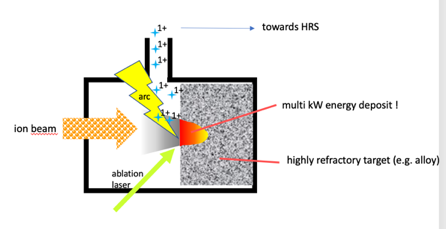 1+
towards HRS
1+
1+
1+
1+
arc
multi kW energy deposit !
1+ 1+
ion beam
highly refractory target (e.g. alloy)
ablation
laser